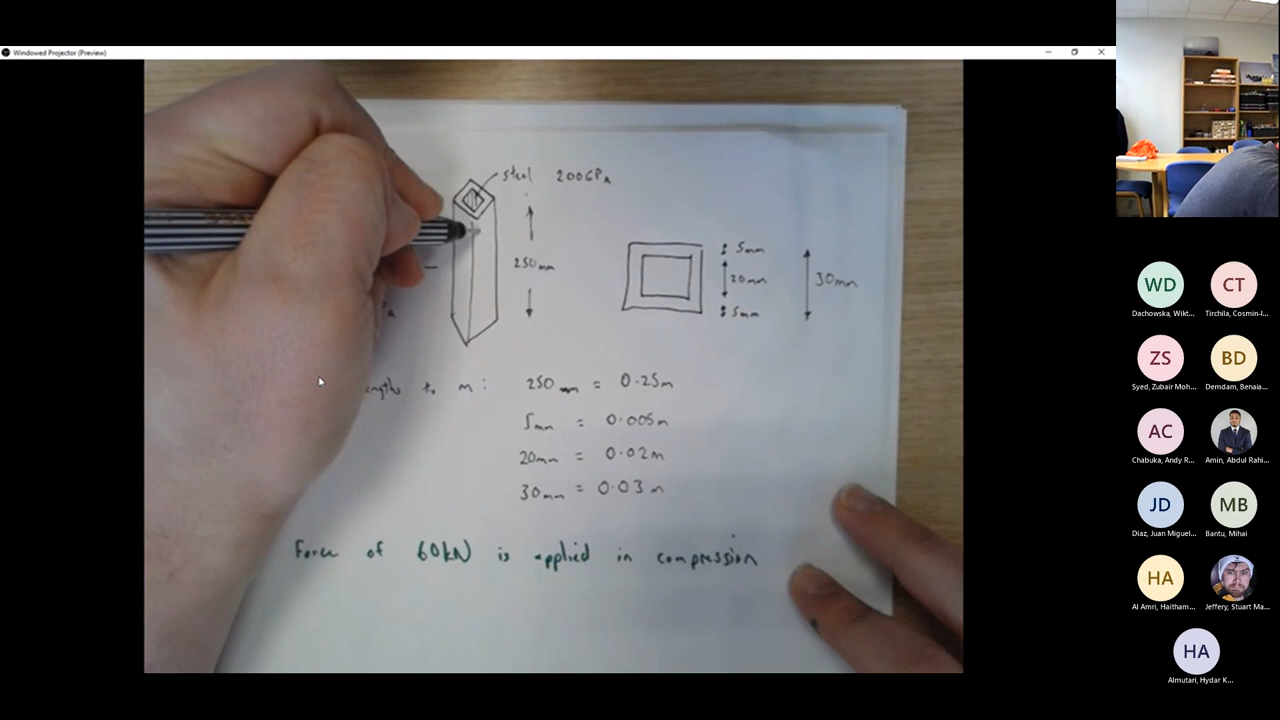 Windowed Projector (Preview)
steel 200GPa
250mm
5mm
20mm
5mm
30mm
to m: 250mm = 0.25m
5mm = 0.005m
20mm = 0.02m
30mm = 0.03m
Force of 60kN is applied in compression
WD
Dachowska, Wikt...
CT
Tirchila, Cosmin-I...
ZS
Syed, Zubair Moh...
BD
Demdam, Benaia...
AC
Chabuka, Andy R...
Amin, Abdul Rahi...
JD
Diaz, Juan Miguel...
MB
Bantu, Mihai
HA
Al Amri, Haitham...
Jeffery, Stuart Ma...
HA
Almutari, Hydar K...